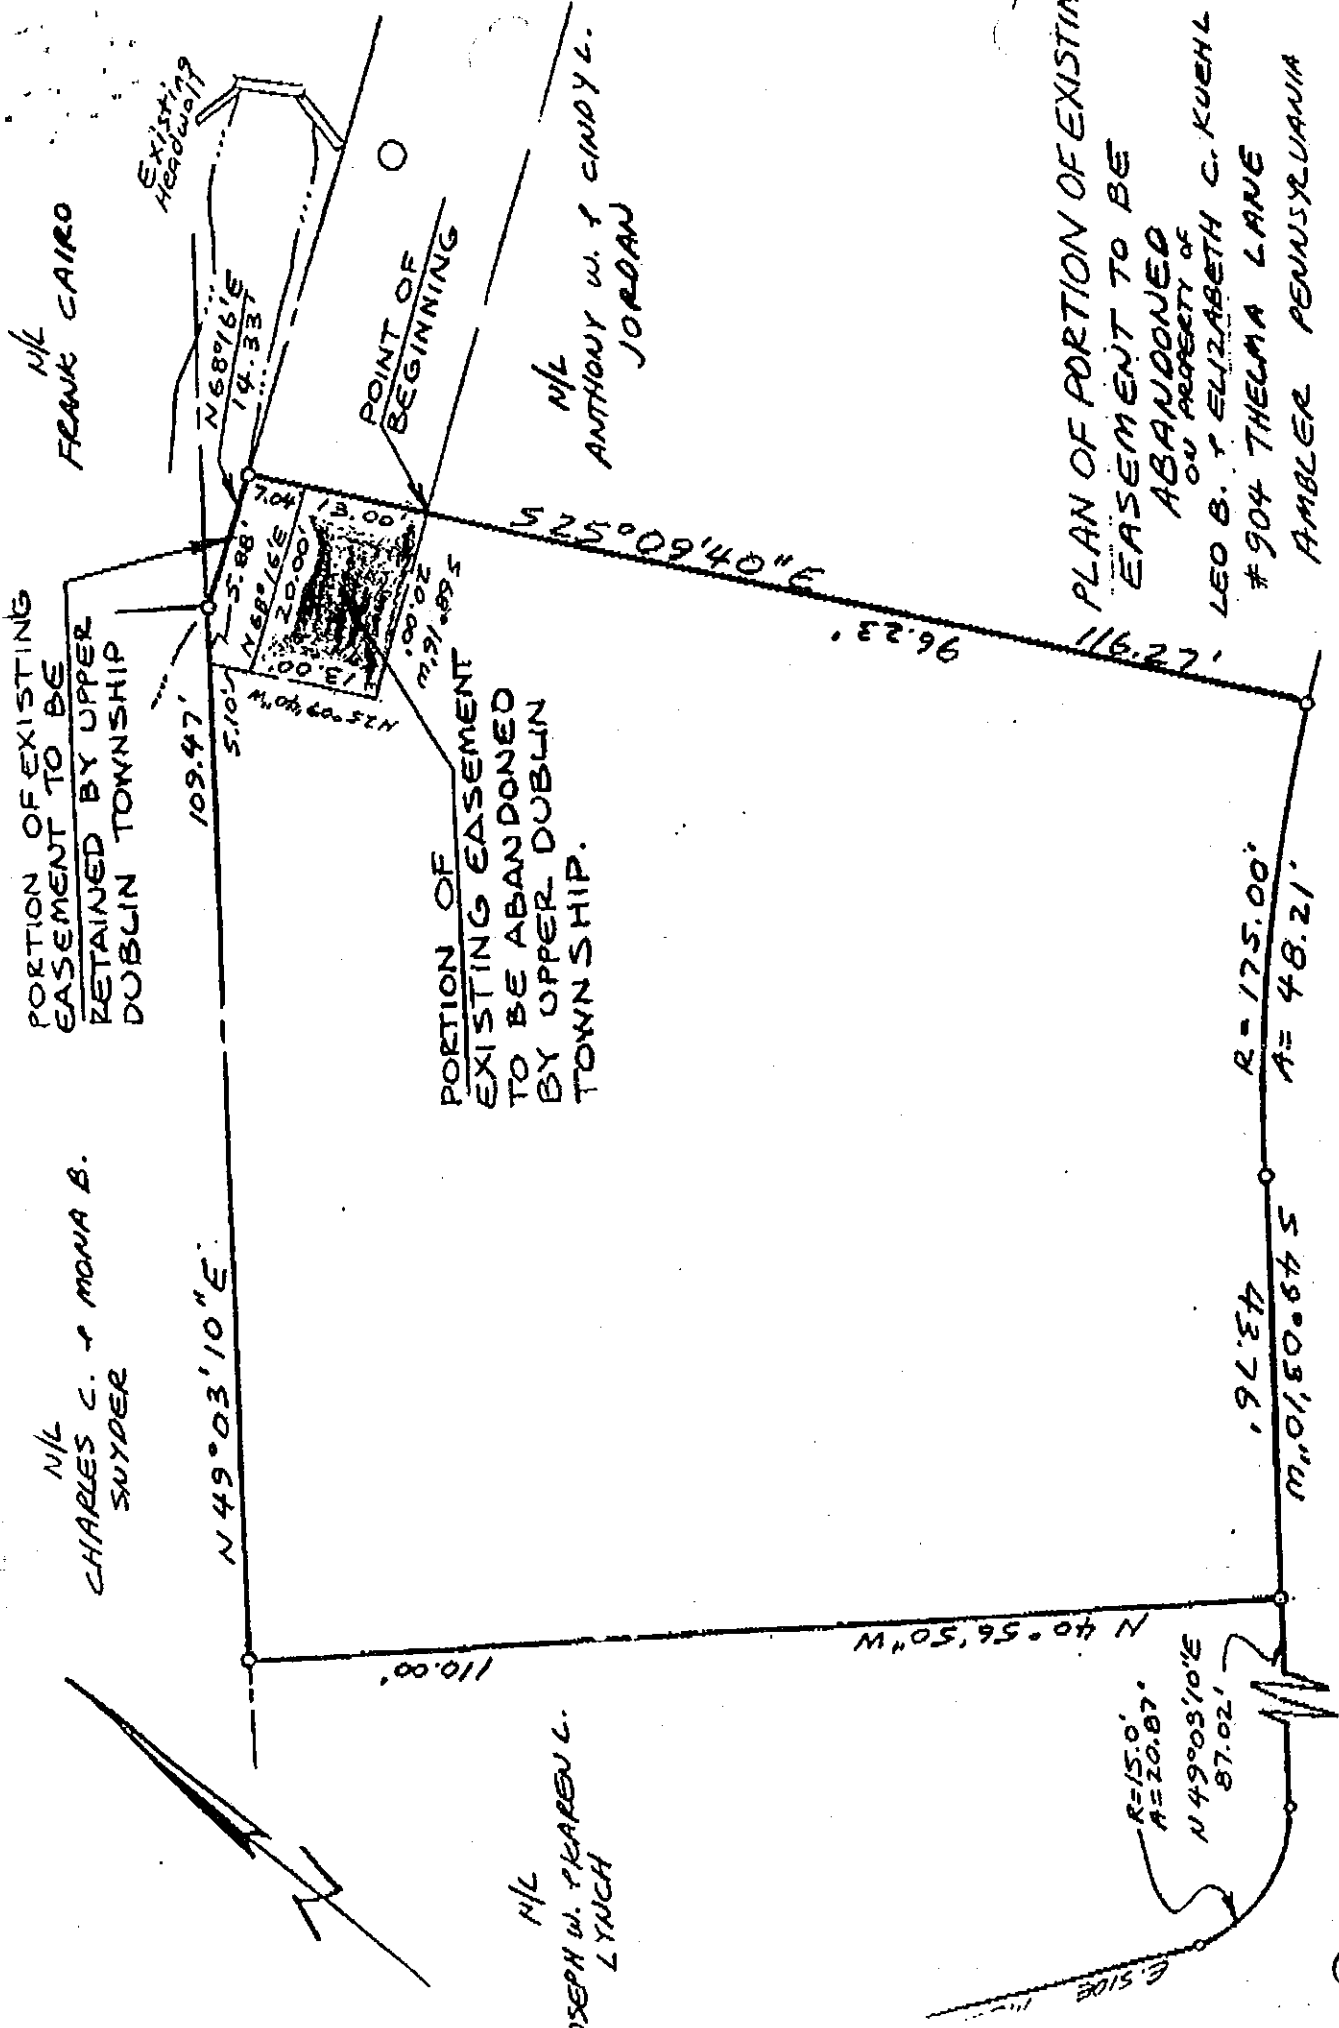 N/L
CHARLES C. & MONA B.
SNYDER
PORTION OF EXISTING
EASEMENT TO BE
RETAINED BY UPPER
DUBLIN TOWNSHIP
N/L
FRANK CAIRO
Existing
Headwall
N 49°03'10"E
109.47'
5.10'
5.88'
N68°16'E
14.33'
7.04
N 68°16'E
20.00'
13.00'
13.00'
N25°09'40"W
20.00'
S68°16'W
POINT OF
BEGINNING
PORTION OF
EXISTING EASEMENT
TO BE ABANDONED
BY UPPER DUBLIN
TOWNSHIP.
N/L
ANTHONY W. & CINDY L.
JORDAN
S25°09'40"E
96.23'
116.27'
110.00'
N 40°56'50"W
N/L
W. & KAREN L.
LYNCH
R=15.0'
A=20.87'
N 49°03'10"E
87.02'
E. SIDE
43.76'
S 49°03'10"W
R = 175.00'
A = 48.21'
PLAN OF PORTION OF
EASEMENT TO BE
ABANDONED
ON PROPERTY OF
LEO B. & ELIZABETH C. KUEHL
#904 THELMA LANE
AMBLER PENNSYLVANIA